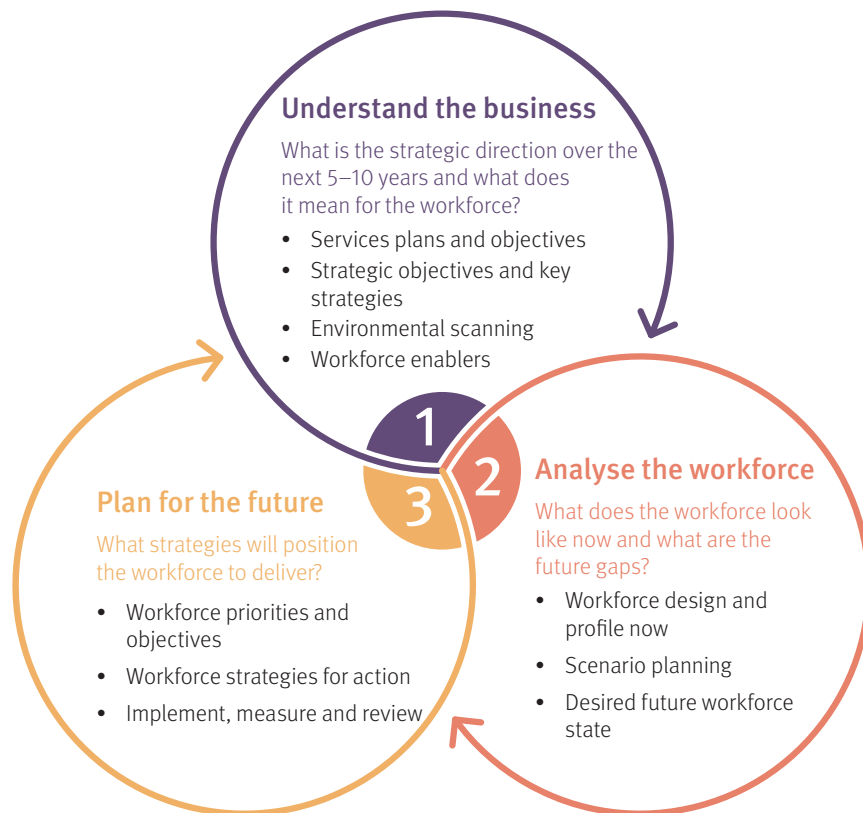 Understand the business
What is the strategic direction over the
next 5–10 years and what does
it mean for the workforce?
• Services plans and objectives
• Strategic objectives and key
strategies
• Environmental scanning
• Workforce enablers
1
2
3
Analyse the workforce
What does the workforce look
like now and what are the
future gaps?
• Workforce design and
profile now
• Scenario planning
• Desired future workforce
state
Plan for the future
What strategies will position
the workforce to deliver?
• Workforce priorities and
objectives
• Workforce strategies for action
• Implement, measure and review